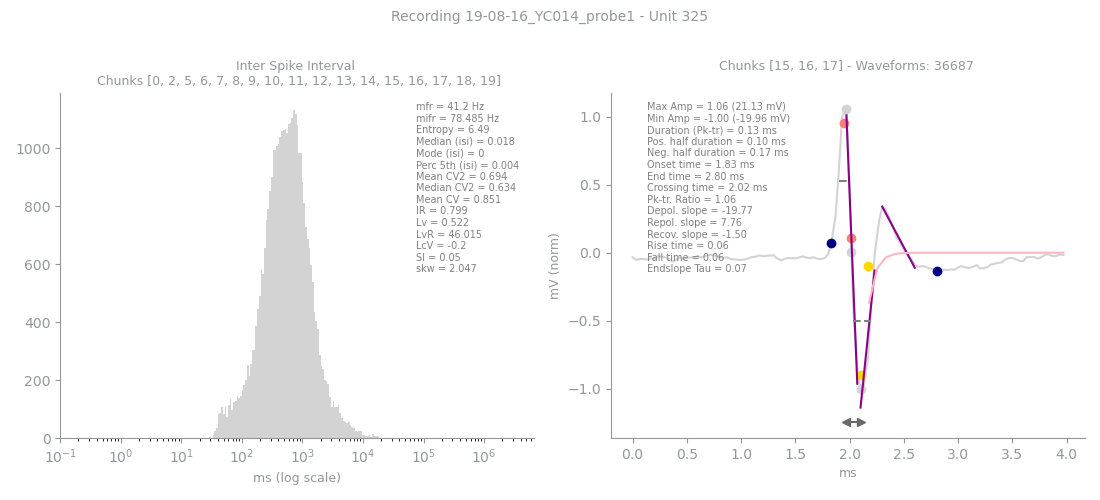 Recording 19-08-16_YC014_probe1 - Unit 325
Inter Spike Interval
Chunks [0, 2, 5, 6, 7, 8, 9, 10, 11, 12, 13, 14, 15, 16, 17, 18, 19]
mfr = 41.2 Hz
mifr = 78.485 Hz
Entropy = 6.49
Median (isi) = 0.018
Mode (isi) = 0
Perc 5th (isi) = 0.004
Mean CV2 = 0.694
Median CV2 = 0.634
Mean CV = 0.851
IR = 0.799
Lv = 0.522
LvR = 46.015
LcV = -0.2
SI = 0.05
skw = 2.047
1000
800
600
400
200
0
10⁻¹ 10⁰ 10¹ 10² 10³ 10⁴ 10⁵ 10⁶
ms (log scale)
Chunks [15, 16, 17] - Waveforms: 36687
Max Amp = 1.06 (21.13 mV)
Min Amp = -1.00 (-19.96 mV)
Duration (Pk-tr) = 0.13 ms
Pos. half duration = 0.10 ms
Neg. half duration = 0.17 ms
Onset time = 1.83 ms
End time = 2.80 ms
Crossing time = 2.02 ms
Pk-tr. Ratio = 1.06
Depol. slope = -19.77
Repol. slope = 7.76
Recov. slope = -1.50
Rise time = 0.06
Fall time = 0.06
Endslope Tau = 0.07
mV (norm)
1.0
0.5
0.0
−0.5
−1.0
0.0 0.5 1.0 1.5 2.0 2.5 3.0 3.5 4.0
ms